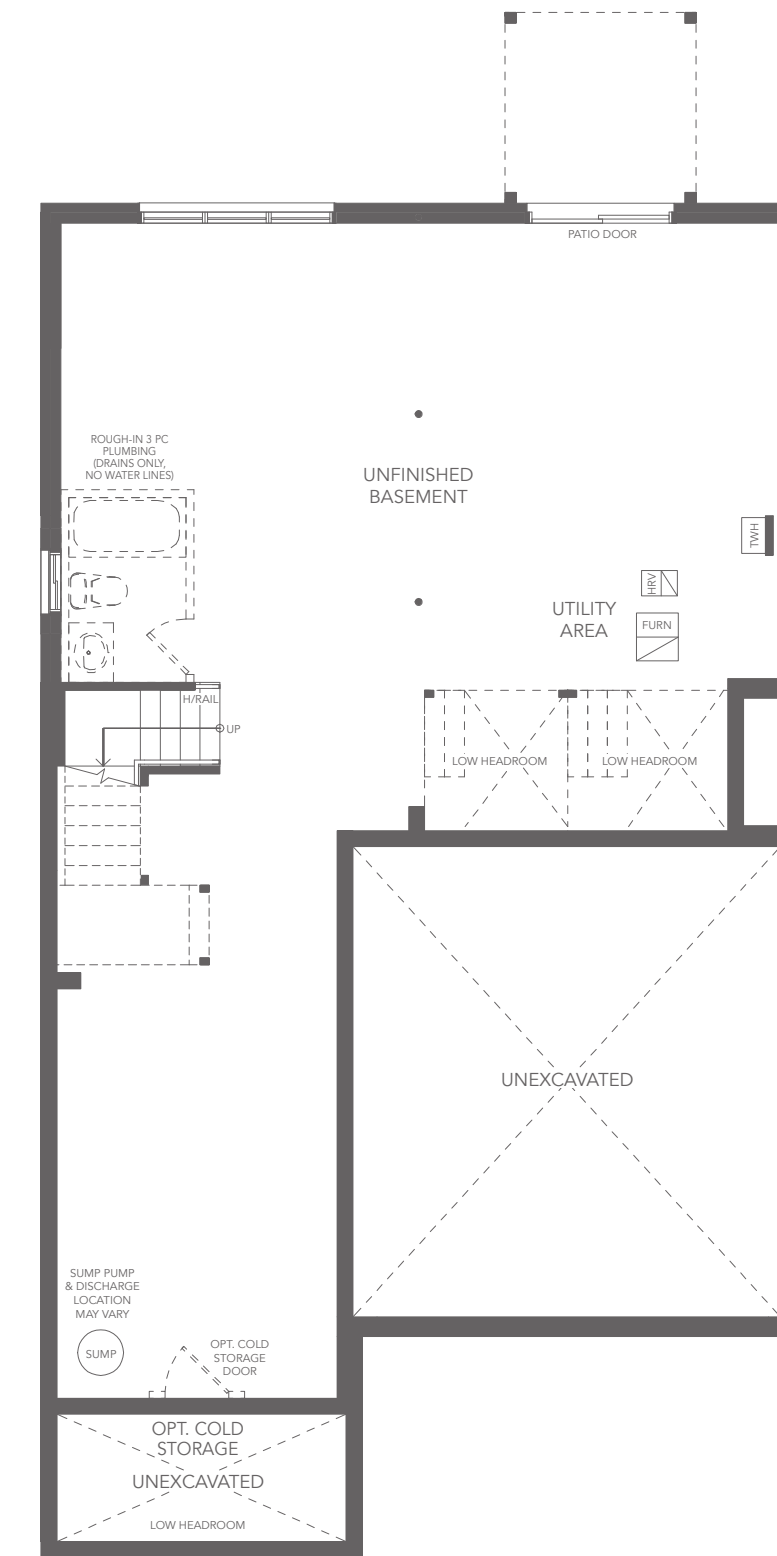 PATIO DOOR
ROUGH-IN 3 PC
PLUMBING
(DRAINS ONLY,
NO WATER LINES)
UNFINISHED
BASEMENT
TWH
HRV
UTILITY
AREA
FURN
H/RAIL
UP
LOW HEADROOM
LOW HEADROOM
UNEXCAVATED
SUMP PUMP
& DISCHARGE
LOCATION
MAY VARY
SUMP
OPT. COLD
STORAGE
DOOR
OPT. COLD
STORAGE
UNEXCAVATED
LOW HEADROOM